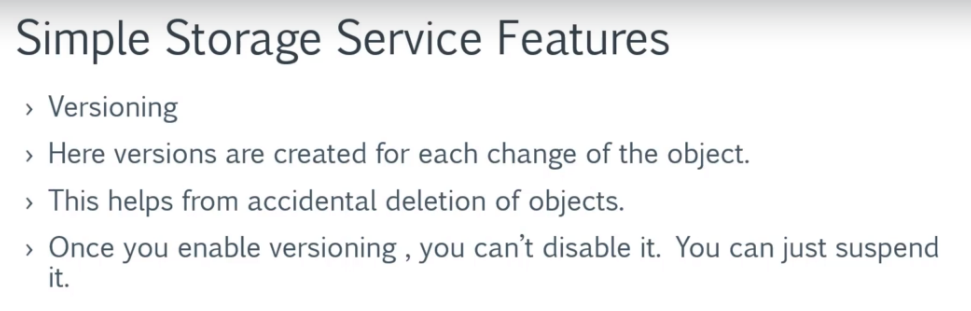 Simple Storage Service Features
› Versioning
› Here versions are created for each change of the object.
› This helps from accidental deletion of objects.
› Once you enable versioning , you can’t disable it. You can just suspend
it.